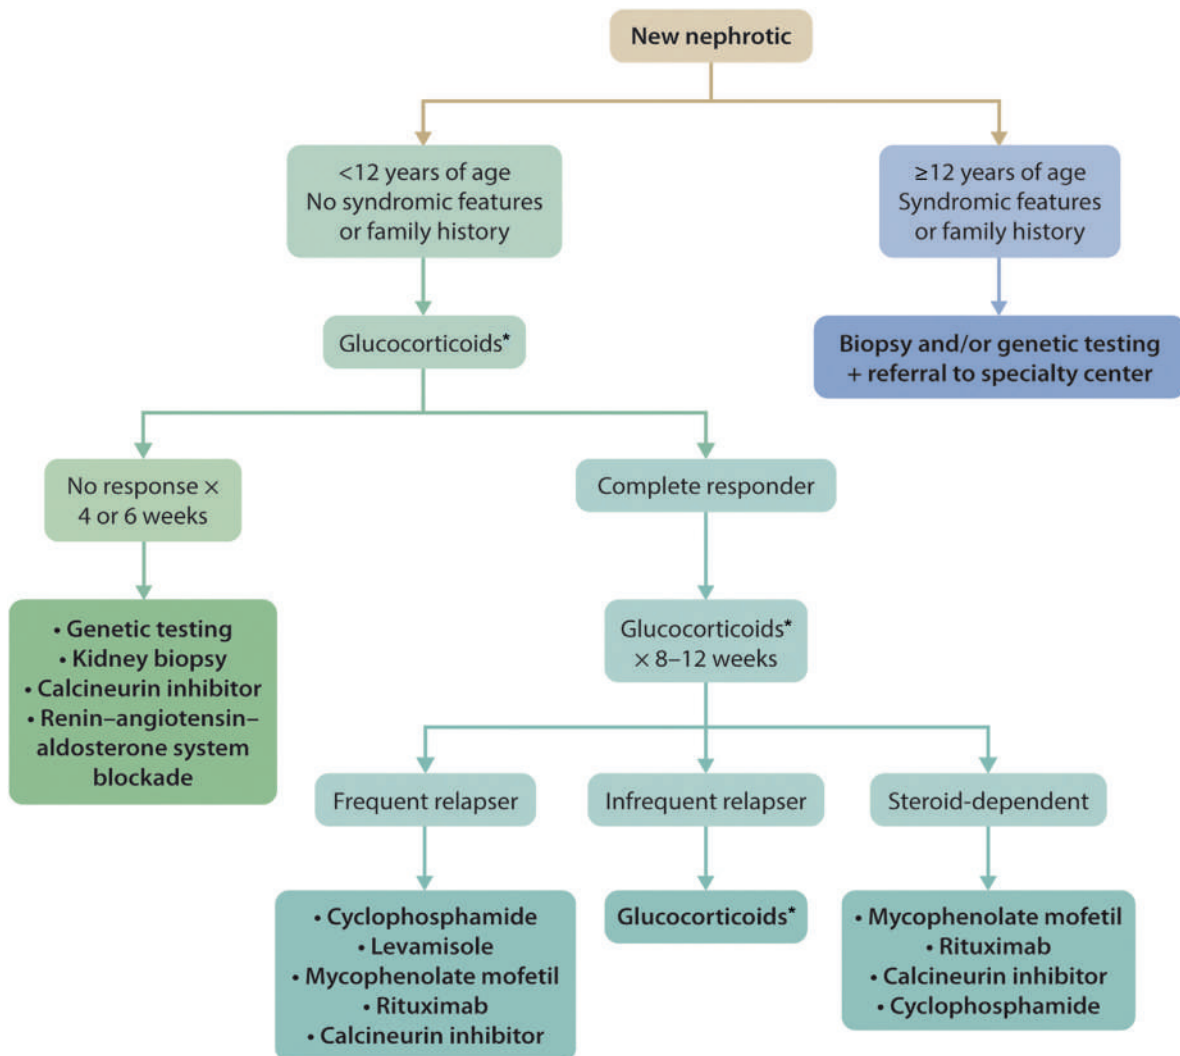 New nephrotic
<12 years of age
No syndromic features
or family history
≥12 years of age
Syndromic features
or family history
Glucocorticoids*
Biopsy and/or genetic testing
+ referral to specialty center
No response ×
4 or 6 weeks
Complete responder
• Genetic testing
• Kidney biopsy
• Calcineurin inhibitor
• Renin–angiotensin–
aldosterone system
blockade
Glucocorticoids*
× 8–12 weeks
Frequent relapser
Infrequent relapser
Steroid-dependent
• Cyclophosphamide
• Levamisole
• Mycophenolate mofetil
• Rituximab
• Calcineurin inhibitor
Glucocorticoids*
• Mycophenolate mofetil
• Rituximab
• Calcineurin inhibitor
• Cyclophosphamide